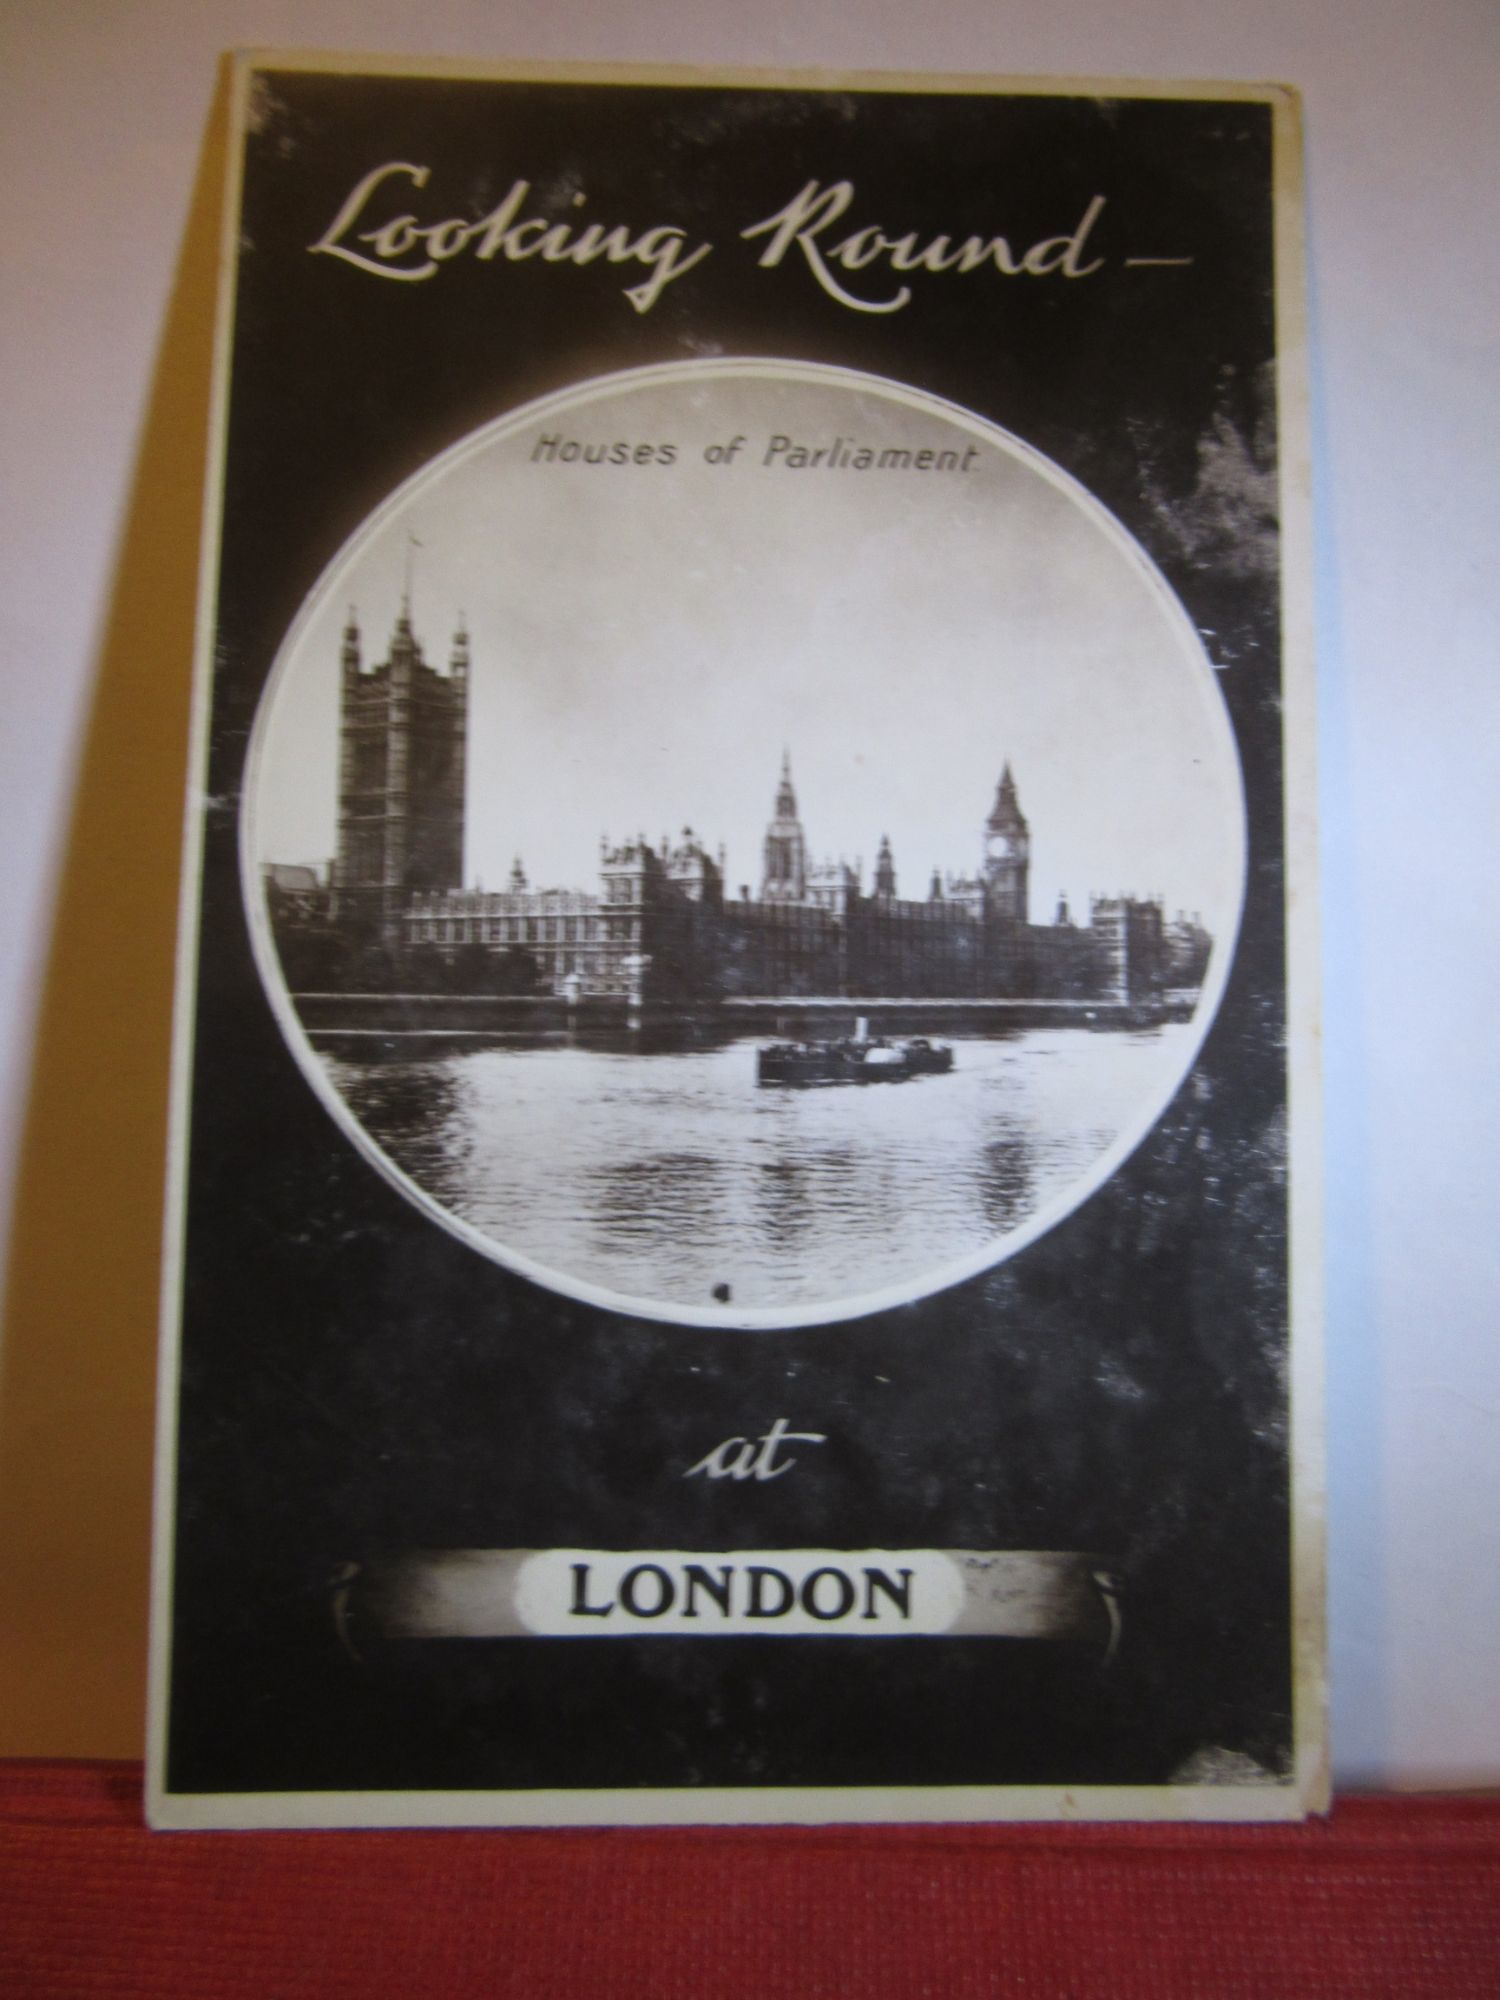 Looking Round —
Houses of Parliament.
at
LONDON